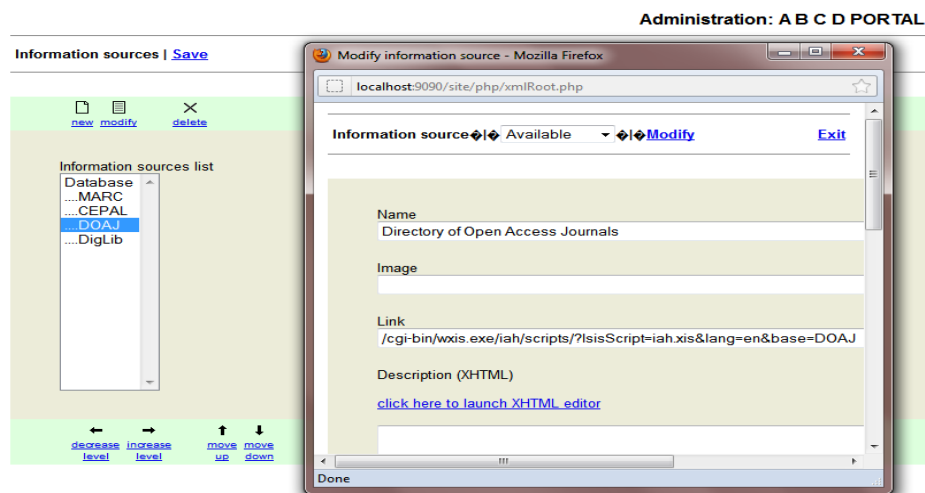 Administration: A B C D PORTAL
Information sources | Save
new modify delete
Information sources list
Database
....MARC
....CEPAL
....DOAJ
....DigLib
decrease level increase level move up move down
Modify information source - Mozilla Firefox
localhost:9090/site/php/xmlRoot.php
Information source�|� Available �|�Modify Exit
Name
Directory of Open Access Journals
Image
Link
/cgi-bin/wxis.exe/iah/scripts/?IsisScript=iah.xis&lang=en&base=DOAJ
Description (XHTML)
click here to launch XHTML editor
Done